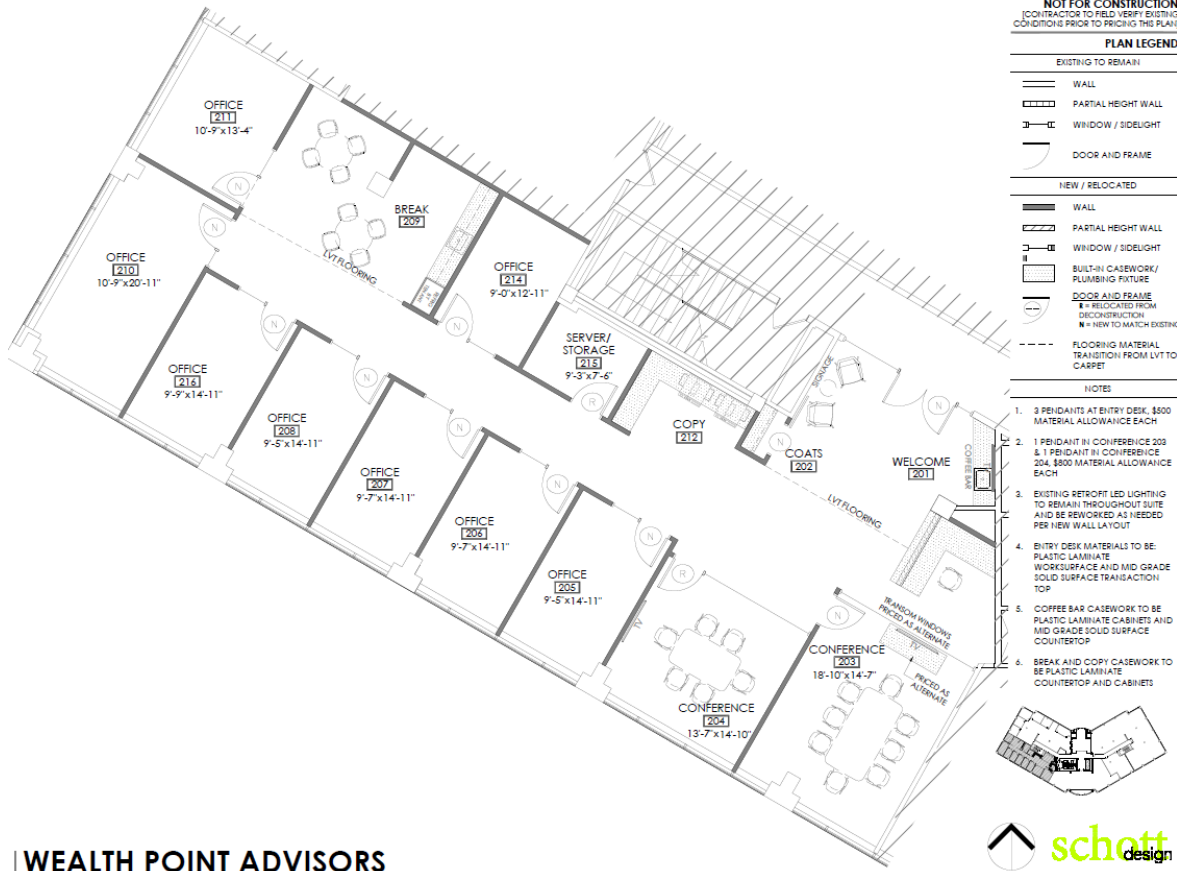 NOT FOR CONSTRUCTION
[CONTRACTOR TO FIELD VERIFY EXISTING
CONDITIONS PRIOR TO PRICING THIS PLAN
PLAN LEGEND
EXISTING TO REMAIN
WALL
PARTIAL HEIGHT WALL
WINDOW / SIDELIGHT
DOOR AND FRAME
NEW / RELOCATED
WALL
PARTIAL HEIGHT WALL
WINDOW / SIDELIGHT
BUILT-IN CASEWORK/
PLUMBING FIXTURE
DOOR AND FRAME
R = RELOCATED FROM
DECONSTRUCTION
N = NEW TO MATCH EXISTING
FLOORING MATERIAL
TRANSITION FROM LVT TO
CARPET
NOTES
1. 3 PENDANTS AT ENTRY DESK, $500
MATERIAL ALLOWANCE EACH
2. 1 PENDANT IN CONFERENCE 203
& 1 PENDANT IN CONFERENCE
204, $800 MATERIAL ALLOWANCE
EACH
3. EXISTING RETROFIT LED LIGHTING
TO REMAIN THROUGHOUT SUITE
AND BE REWORKED AS NEEDED
PER NEW WALL LAYOUT
4. ENTRY DESK MATERIALS TO BE:
PLASTIC LAMINATE
WORKSURFACE AND MID GRADE
SOLID SURFACE TRANSACTION
TOP
5. COFFEE BAR CASEWORK TO BE
PLASTIC LAMINATE CABINETS AND
MID GRADE SOLID SURFACE
COUNTERTOP
6. BREAK AND COPY CASEWORK TO
BE PLASTIC LAMINATE
COUNTERTOP AND CABINETS
OFFICE
211
10'-9"x13'-4"
N
BREAK
209
LVT FLOORING
OFFICE
210
10'-9"x20'-11"
N
OFFICE
214
9'-0"x12'-11"
N
SERVER/
STORAGE
215
9'-3"x7'-6"
R
OFFICE
216
9'-9"x14'-11"
N
OFFICE
208
9'-5"x14'-11"
N
OFFICE
207
9'-7"x14'-11"
N
OFFICE
206
9'-7"x14'-11"
N
OFFICE
205
9'-5"x14'-11"
N
COPY
212
SIGNAGE
COATS
202
N
WELCOME
201
N
COFFEE BAR
LVT FLOORING
TRANSOM WINDOWS
PRICED AS ALTERNATE
R
TV
CONFERENCE
204
13'-7"x14'-10"
N
CONFERENCE
203
18'-10"x14'-7"
TV
PRICED AS
ALTERNATE
WEALTH POINT ADVISORS
schott
design